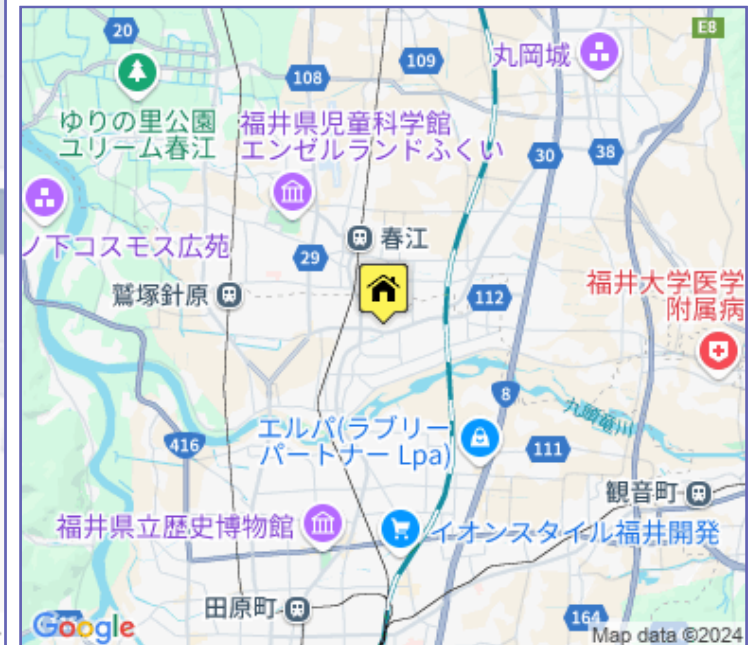 20
E8
丸岡城
109
108
ゆりの里公園
ユリーム春江
福井県児童科学館
エンゼルランドふくい
30
38
ノ下コスモス広苑
春江
29
鷲塚針原
112
福井大学医学
附属病
8
九頭竜川
416
エルパ(ラブリー
パートナー Lpa)
111
観音町
福井県立歴史博物館
イオンスタイル福井開発
田原町
164
Google
Map data ©2024